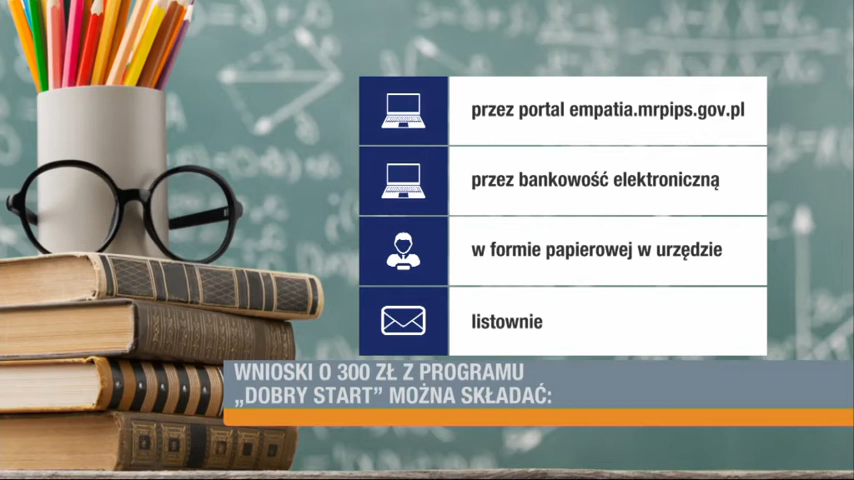 przez portal empatia.mrpips.gov.pl
przez bankowość elektroniczną
w formie papierowej w urzędzie
listownie
WNIOSKI O 300 ZŁ Z PROGRAMU
„DOBRY START” MOŻNA SKŁADAĆ: